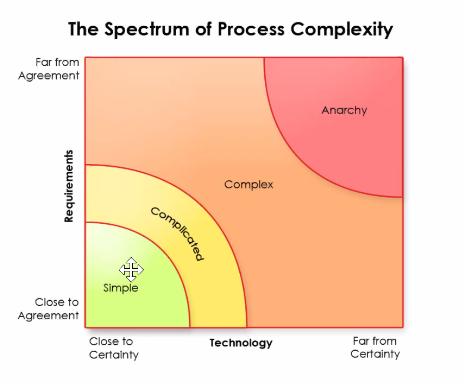 The Spectrum of Process Complexity
Far from
Agreement
Anarchy
Requirements
Complex
Complicated
Simple
Close to
Agreement
Close to
Certainty
Technology
Far from
Certainty